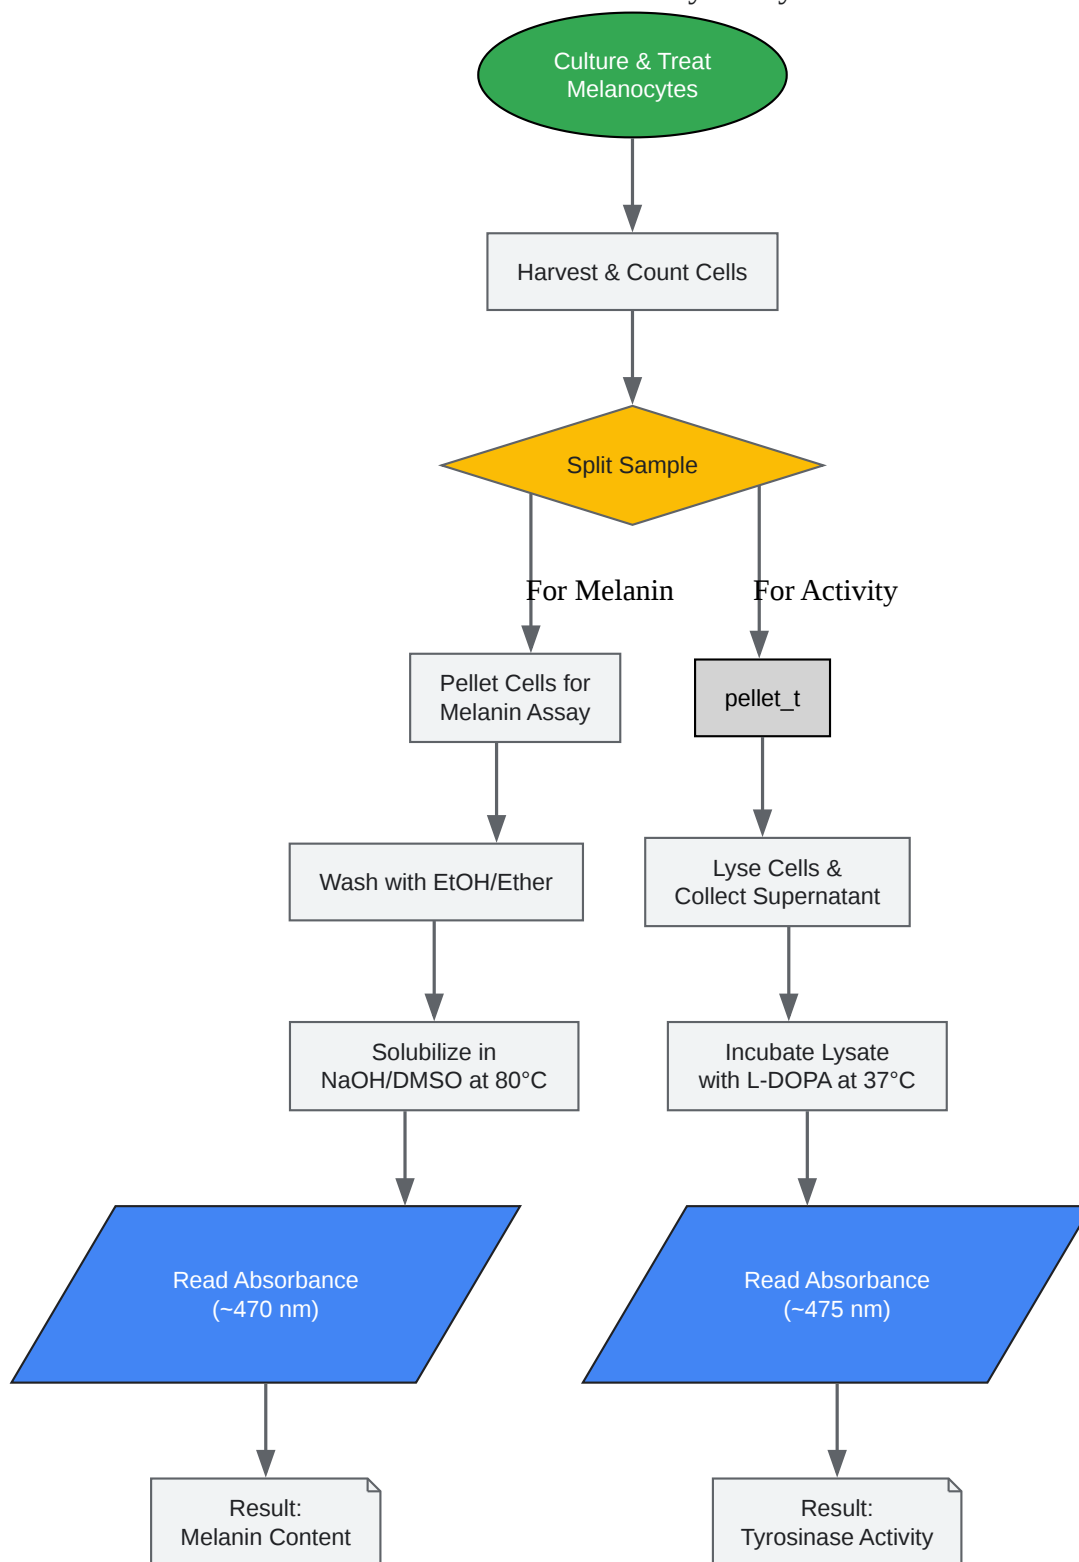 Culture & Treat
Melanocytes
Harvest & Count Cells
Split Sample
For Melanin
For Activity
Pellet Cells for
Melanin Assay
pellet_t
Wash with EtOH/Ether
Lyse Cells &
Collect Supernatant
Solubilize in
NaOH/DMSO at 80°C
Incubate Lysate
with L-DOPA at 37°C
Read Absorbance
(~470 nm)
Read Absorbance
(~475 nm)
Result:
Melanin Content
Result:
Tyrosinase Activity